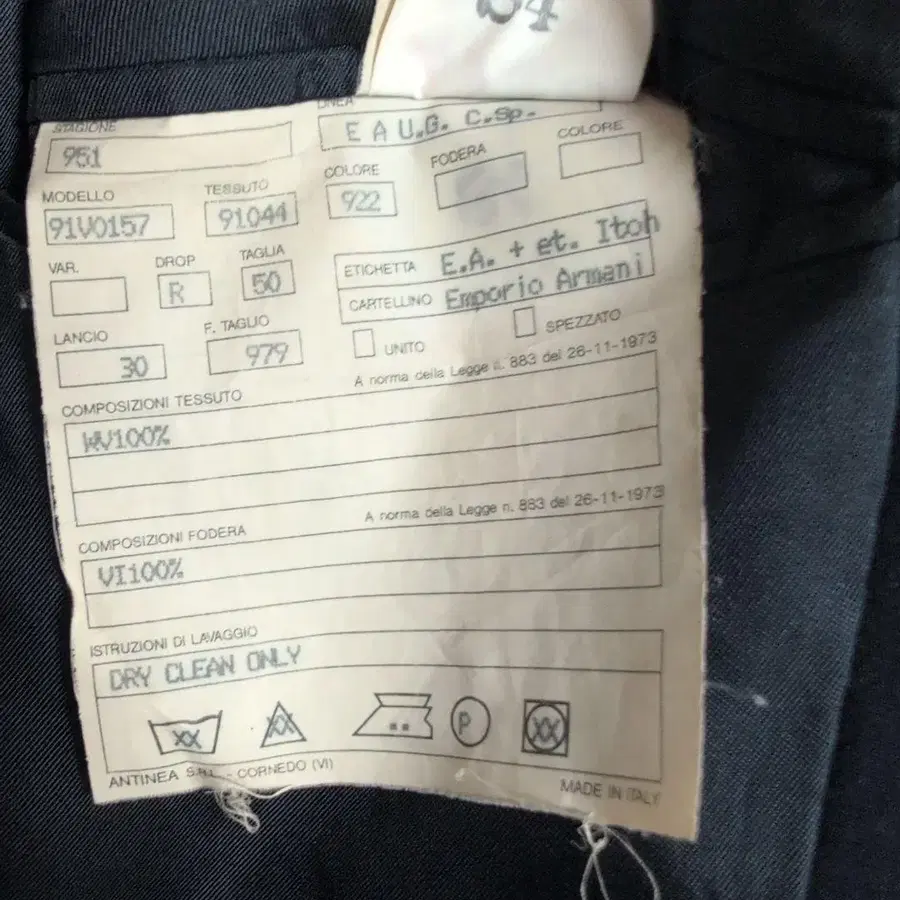 34
STAGIONE
951
LINEA
E A U.G. C.Sp.
MODELLO
91V0157
TESSUTO
91044
COLORE
922
FODERA
COLORE
VAR.
DROP
R
TAGLIA
50
ETICHETTA E.A. + et. Itoh
CARTELLINO Emporio Armani
LANCIO
30
F. TAGLIO
979
UNITO
SPEZZATO
A norma della Legge n. 883 del 26-11-1973
COMPOSIZIONI TESSUTO
WV100%
A norma della Legge n. 883 del 26-11-1973
COMPOSIZIONI FODERA
VI100%
ISTRUZIONI DI LAVAGGIO
DRY CLEAN ONLY
P
ANTINEA S.R.L. - CORNEDO (VI)
MADE IN ITALY